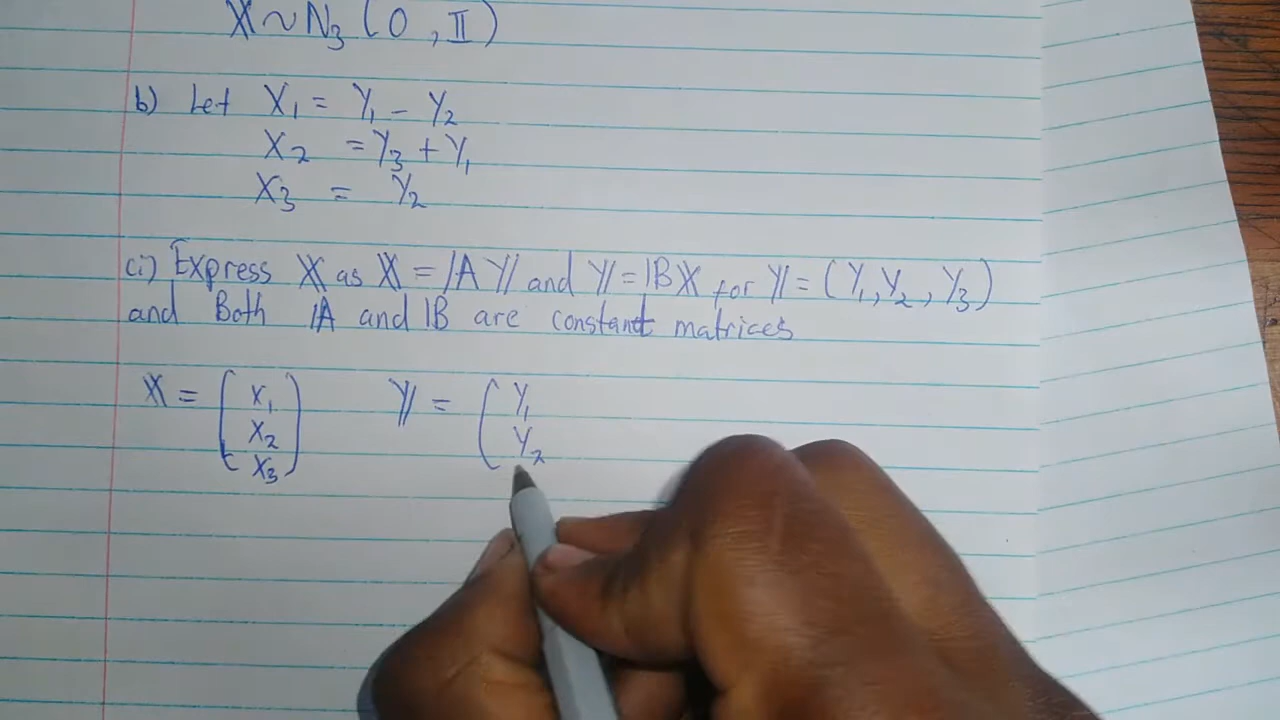 X ~ N₃ (0, II)
b) Let X₁ = Y₁ - Y₂
X₂ = Y₃ + Y₁
X₃ = Y₂
ci) Express X as X = A Y and Y = B X for Y = (Y₁, Y₂, Y₃)
and Both A and B are constant matrices
X = ( X₁ ) Y = ( Y₁
X₂ Y₂
X₃